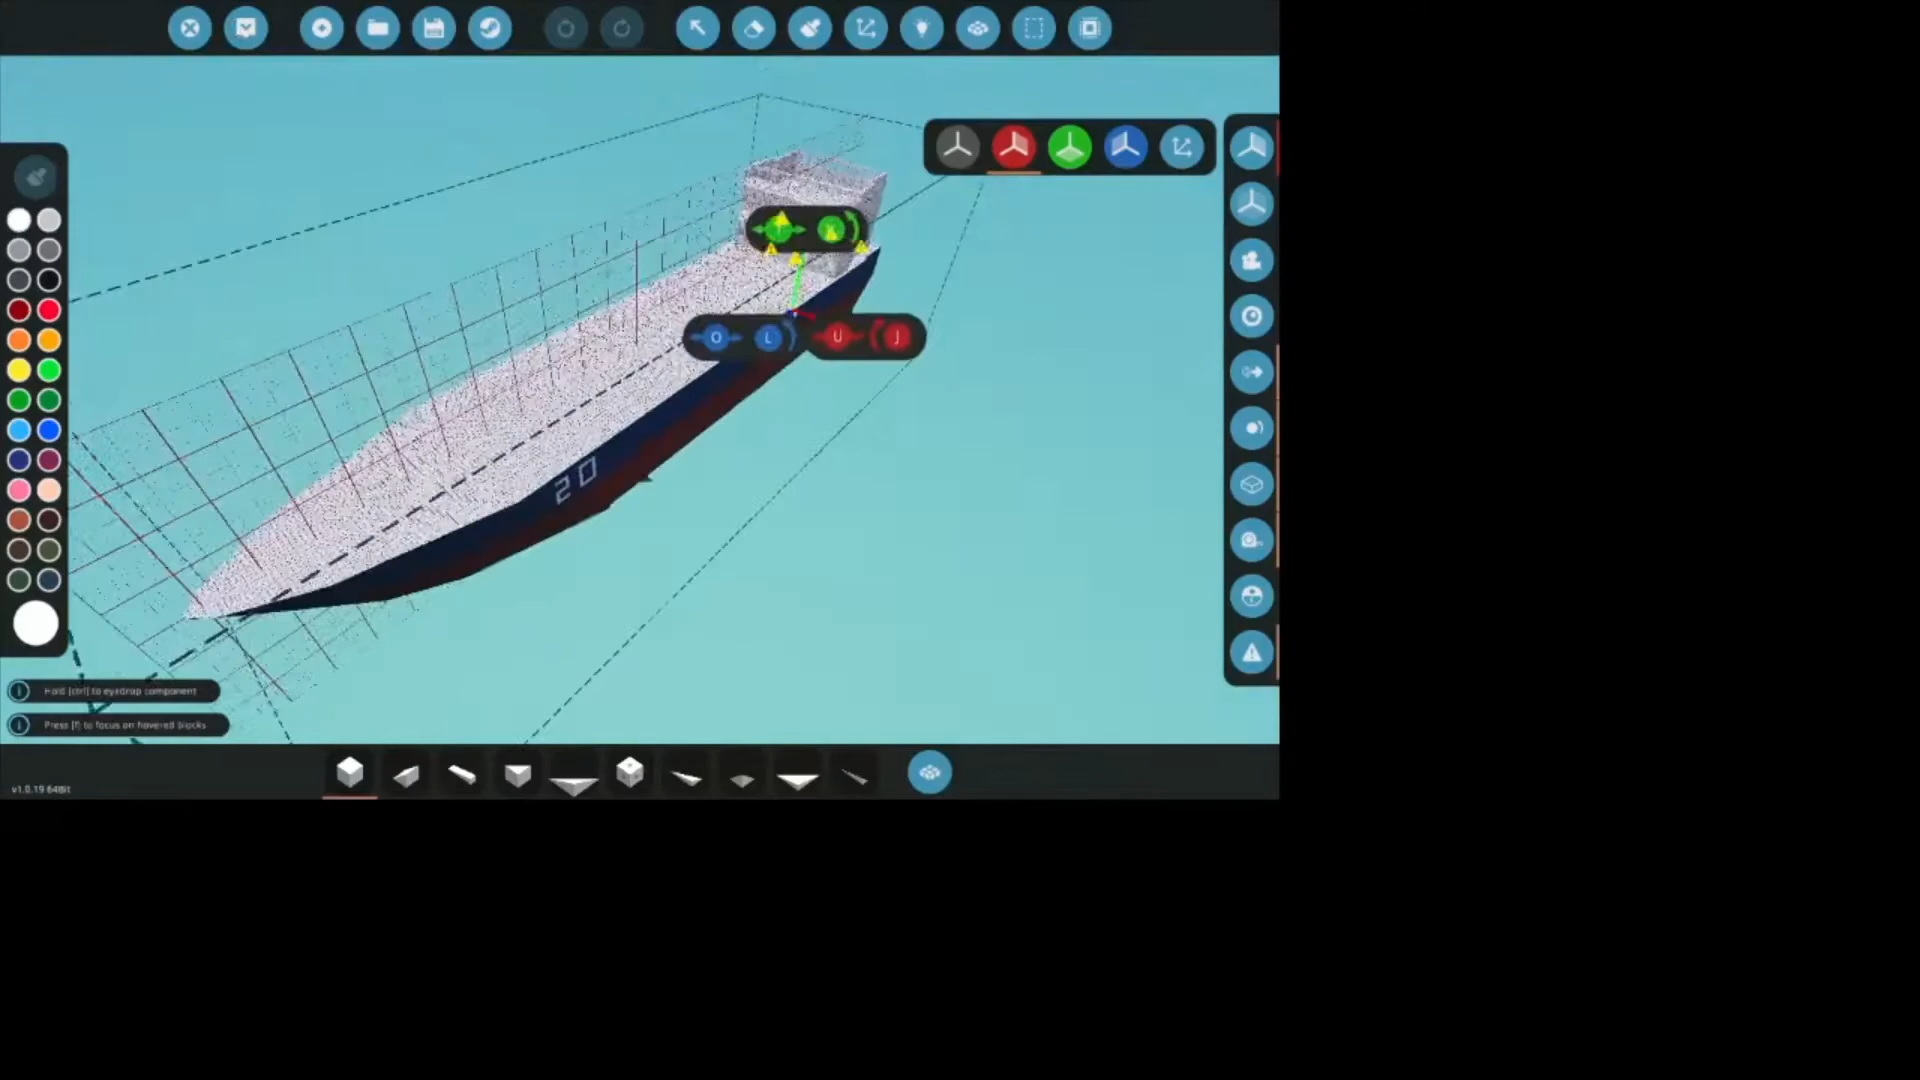 20
O L U J
Hold [ctrl] to eyedrop component
Press [f] to focus on hovered blocks
v1.0.19 64Bit